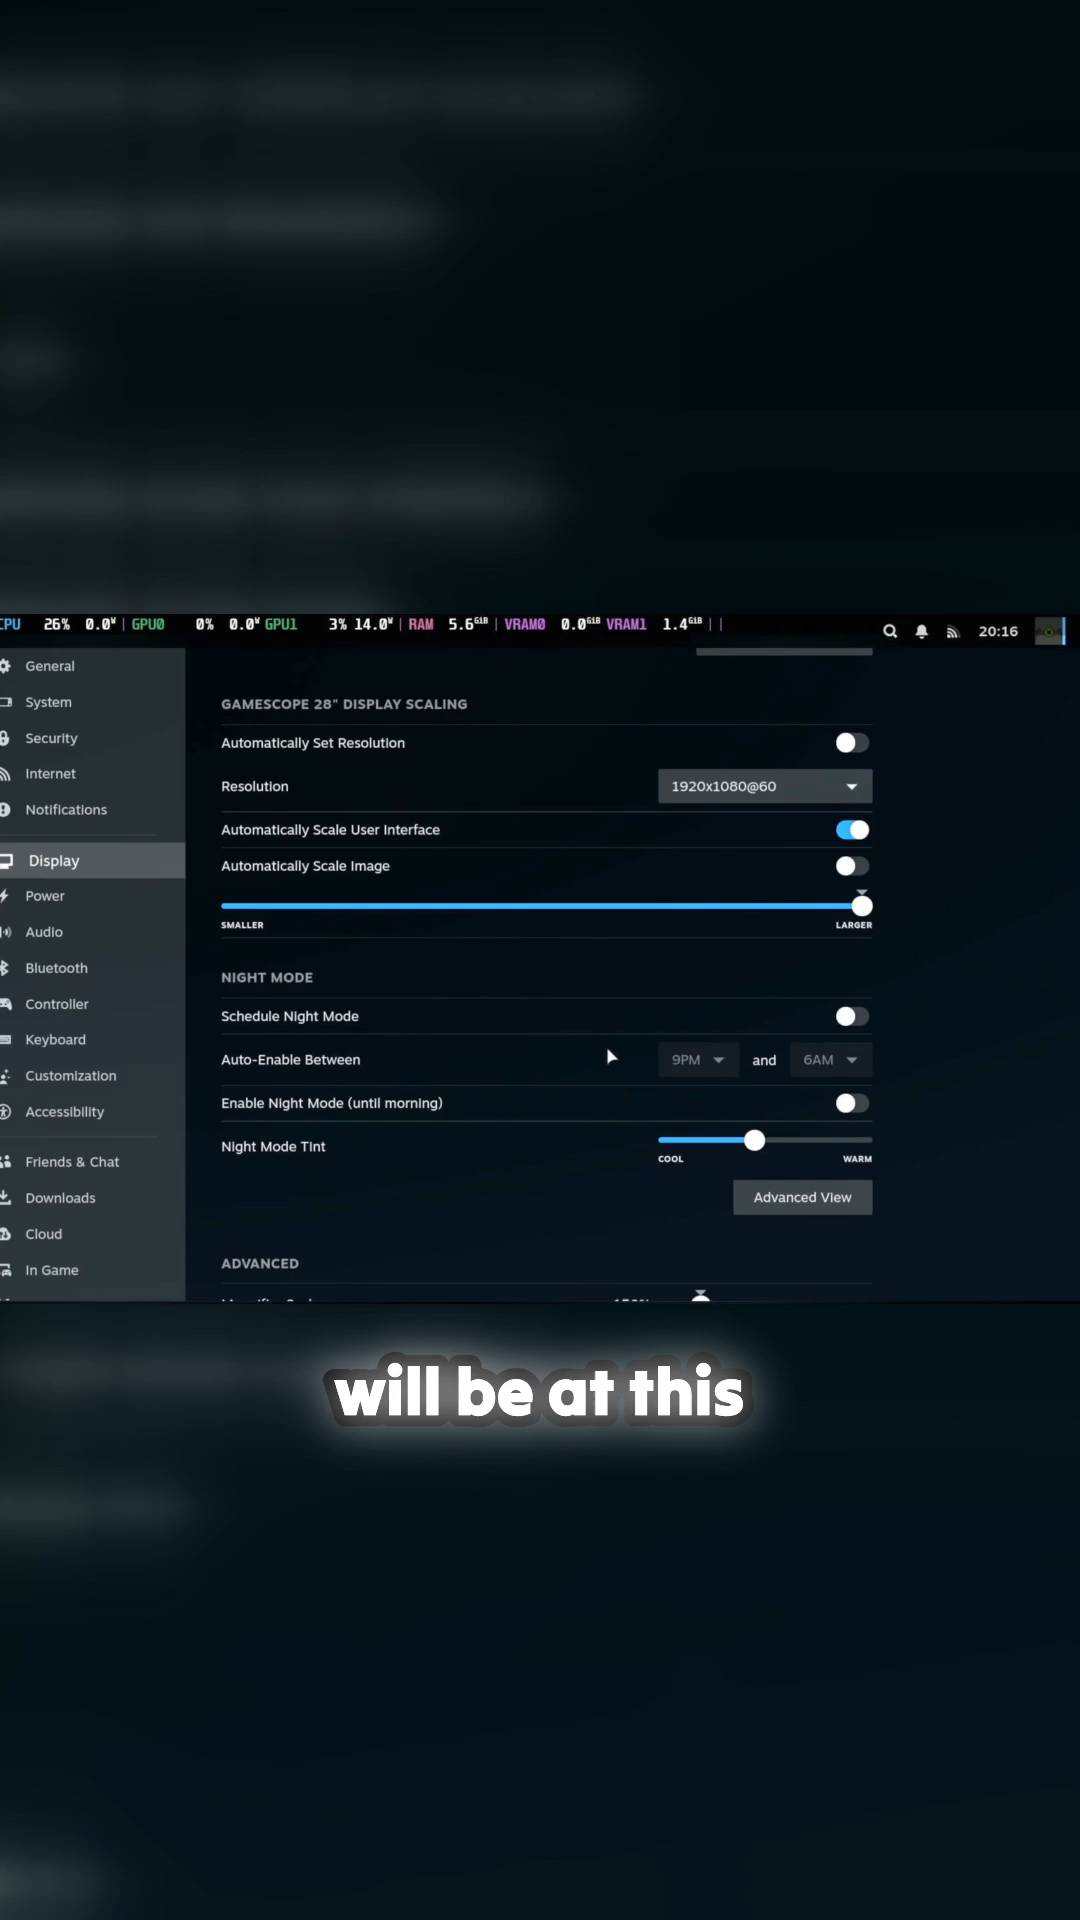 CPU 26% 0.0W | GPU0 0% 0.0W GPU1 3% 14.0W | RAM 5.6GiB | VRAM0 0.0GiB VRAM1 1.4GiB | |
20:16
General
System
Security
Internet
Notifications
Display
Power
Audio
Bluetooth
Controller
Keyboard
Customization
Accessibility
Friends & Chat
Downloads
Cloud
In Game
GAMESCOPE 28" DISPLAY SCALING
Automatically Set Resolution
Resolution 1920x1080@60
Automatically Scale User Interface
Automatically Scale Image
SMALLER LARGER
NIGHT MODE
Schedule Night Mode
Auto-Enable Between 9PM and 6AM
Enable Night Mode (until morning)
Night Mode Tint
COOL WARM
Advanced View
ADVANCED
will be at this